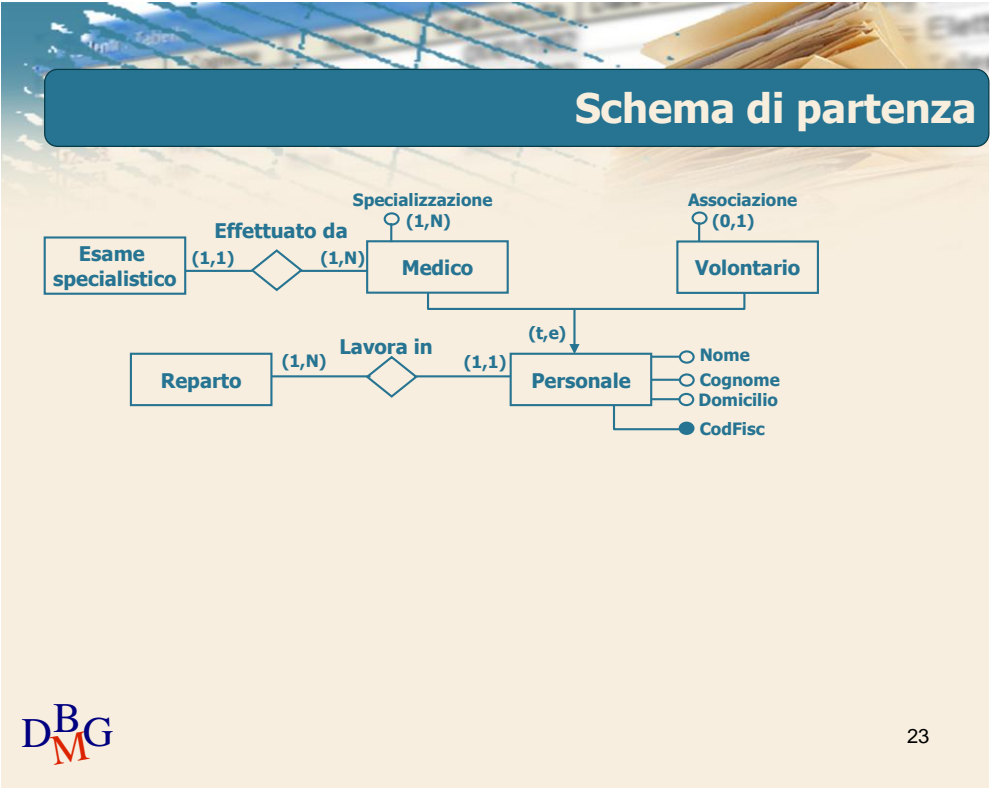 Schema di partenza
Specializzazione
(1,N)
Associazione
(0,1)
Effettuato da
Esame
specialistico
(1,1)
(1,N)
Medico
Volontario
(t,e)
Lavora in
Reparto
(1,N)
(1,1)
Personale
Nome
Cognome
Domicilio
CodFisc
DBMG
23